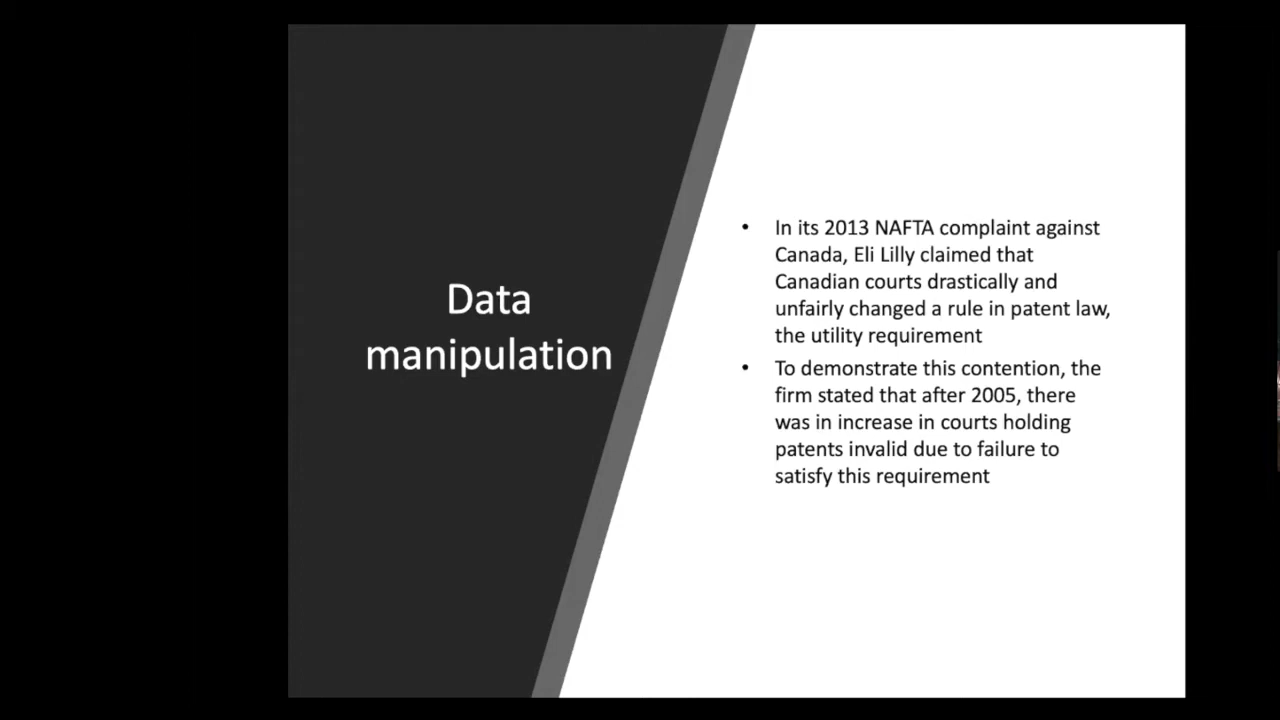 Data
manipulation
• In its 2013 NAFTA complaint against
Canada, Eli Lilly claimed that
Canadian courts drastically and
unfairly changed a rule in patent law,
the utility requirement
• To demonstrate this contention, the
firm stated that after 2005, there
was in increase in courts holding
patents invalid due to failure to
satisfy this requirement